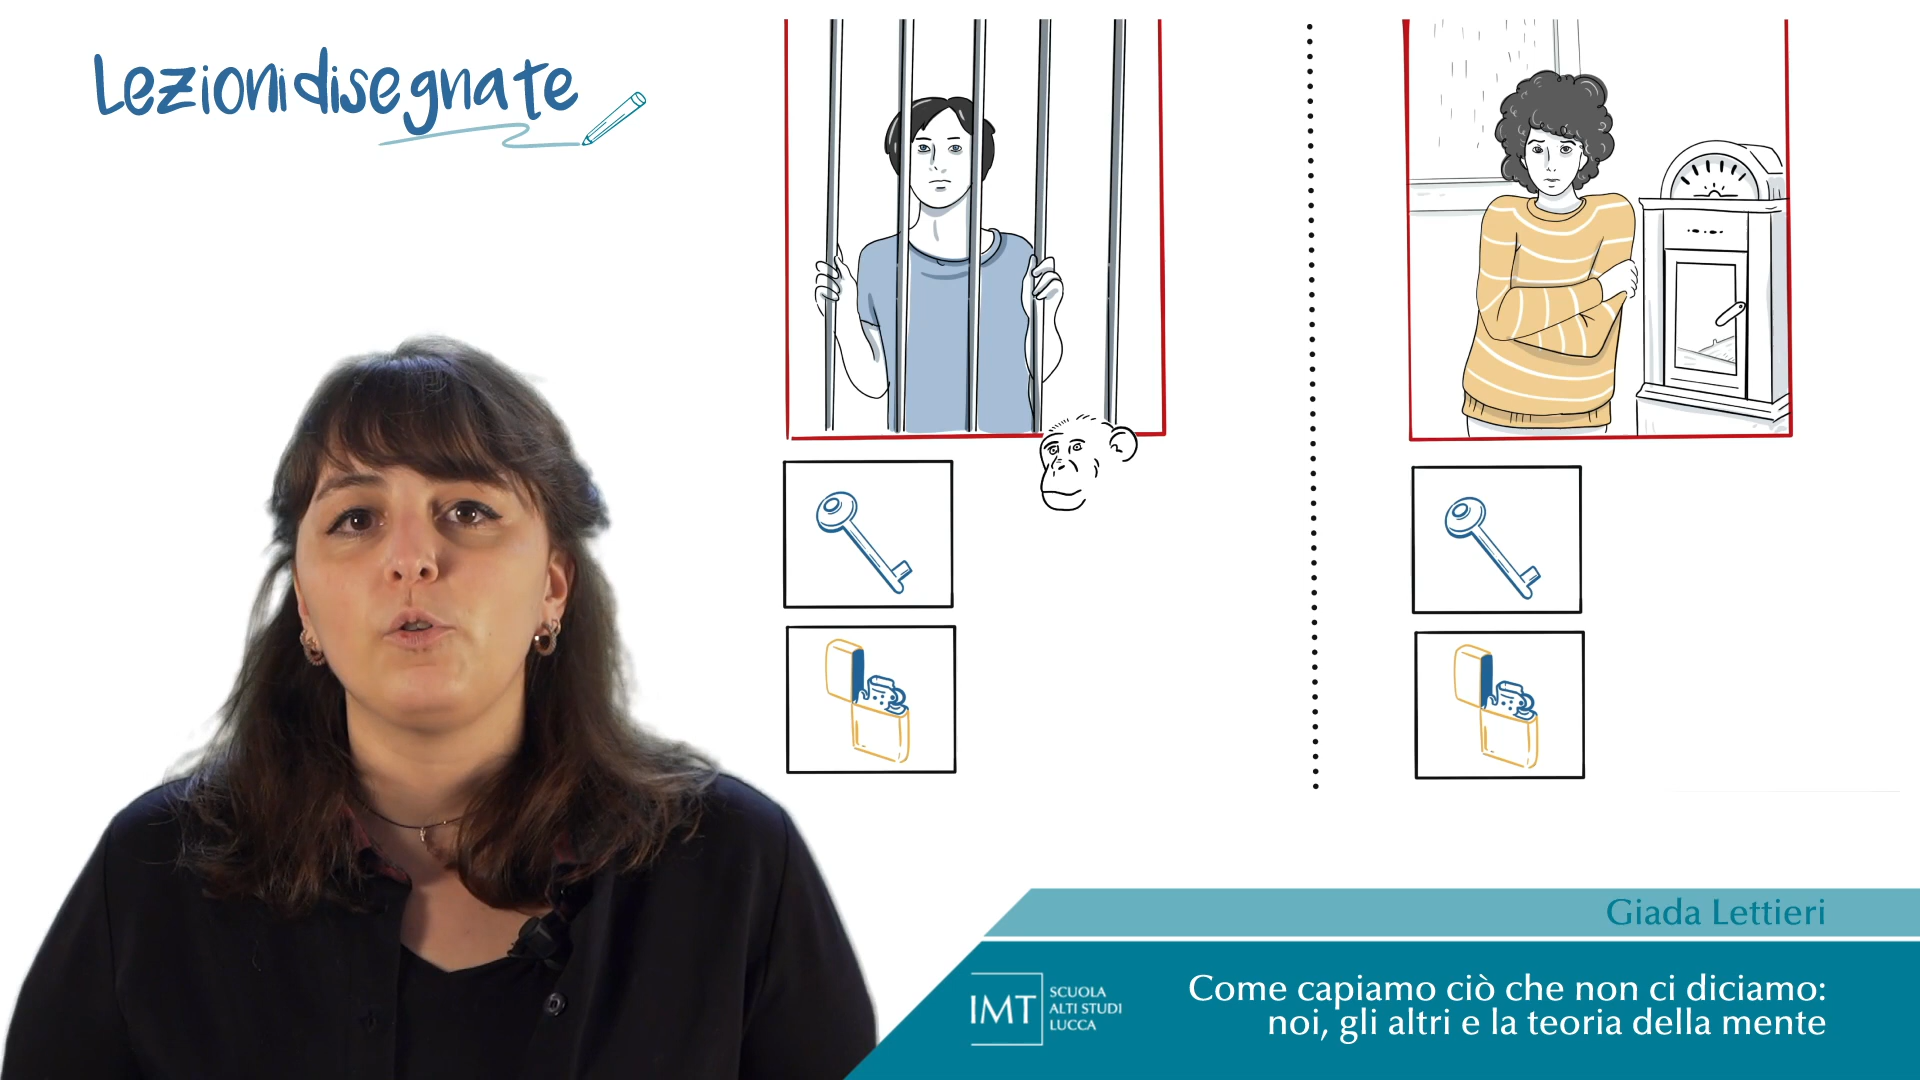 Lezionidisegnate
Giada Lettieri
IMT
SCUOLA
ALTI STUDI
LUCCA
Come capiamo ciò che non ci diciamo:
noi, gli altri e la teoria della mente